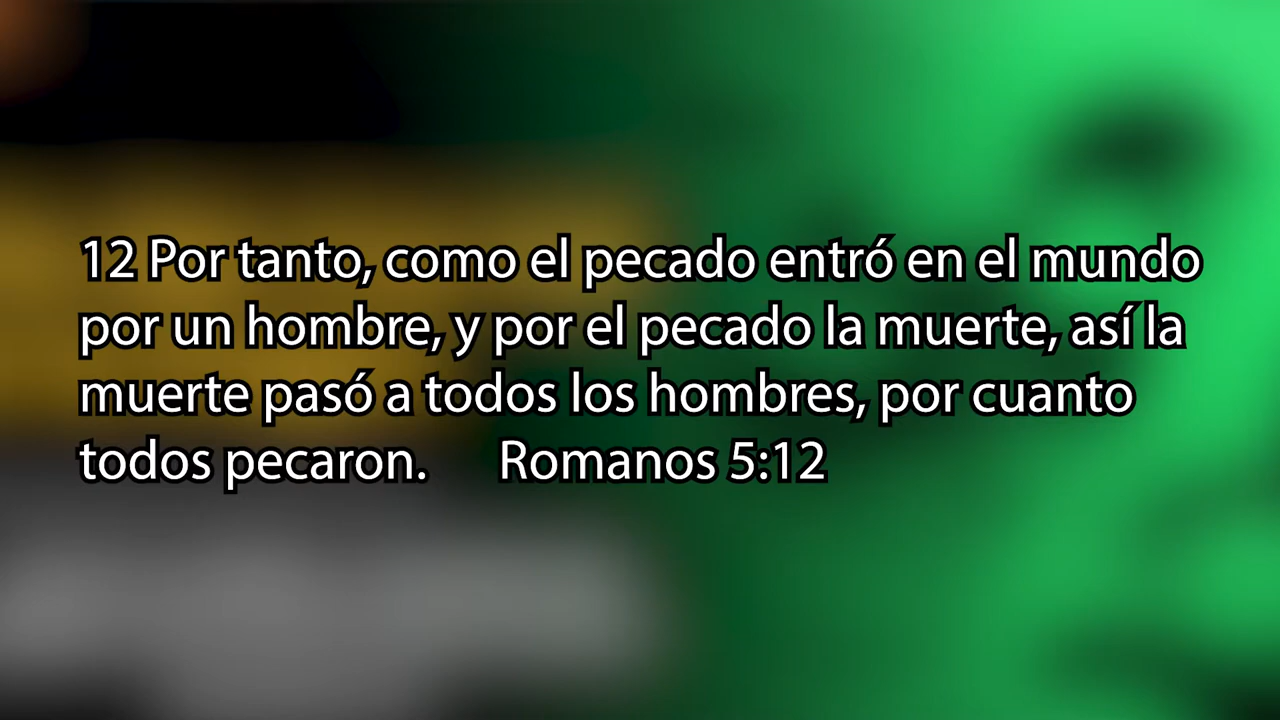 12 Por tanto, como el pecado entró en el mundo
por un hombre, y por el pecado la muerte, así la
muerte pasó a todos los hombres, por cuanto
todos pecaron. Romanos 5:12